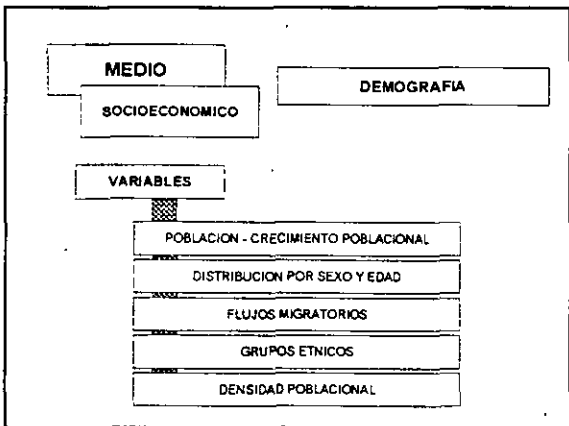 MEDIO
SOCIOECONOMICO
DEMOGRAFIA
VARIABLES
POBLACION - CRECIMIENTO POBLACIONAL
DISTRIBUCION POR SEXO Y EDAD
FLUJOS MIGRATORIOS
GRUPOS ETNICOS
DENSIDAD POBLACIONAL